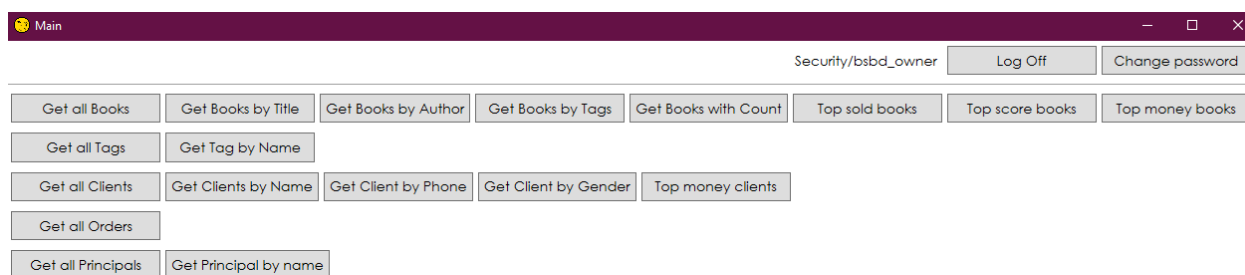 Main
Security/bsbd_owner Log Off Change password
Get all Books Get Books by Title Get Books by Author Get Books by Tags Get Books with Count Top sold books Top score books Top money books
Get all Tags Get Tag by Name
Get all Clients Get Clients by Name Get Client by Phone Get Client by Gender Top money clients
Get all Orders
Get all Principals Get Principal by name